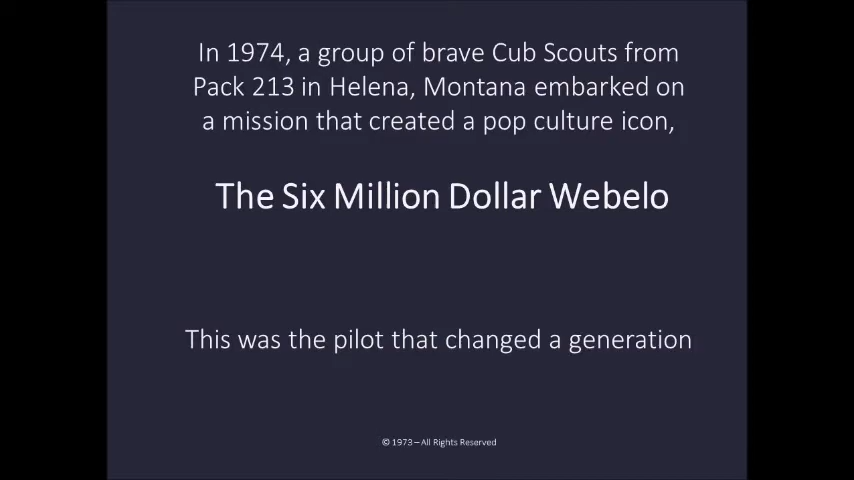 In 1974, a group of brave Cub Scouts from
Pack 213 in Helena, Montana embarked on
a mission that created a pop culture icon,
The Six Million Dollar Webelo
This was the pilot that changed a generation
© 1973 – All Rights Reserved